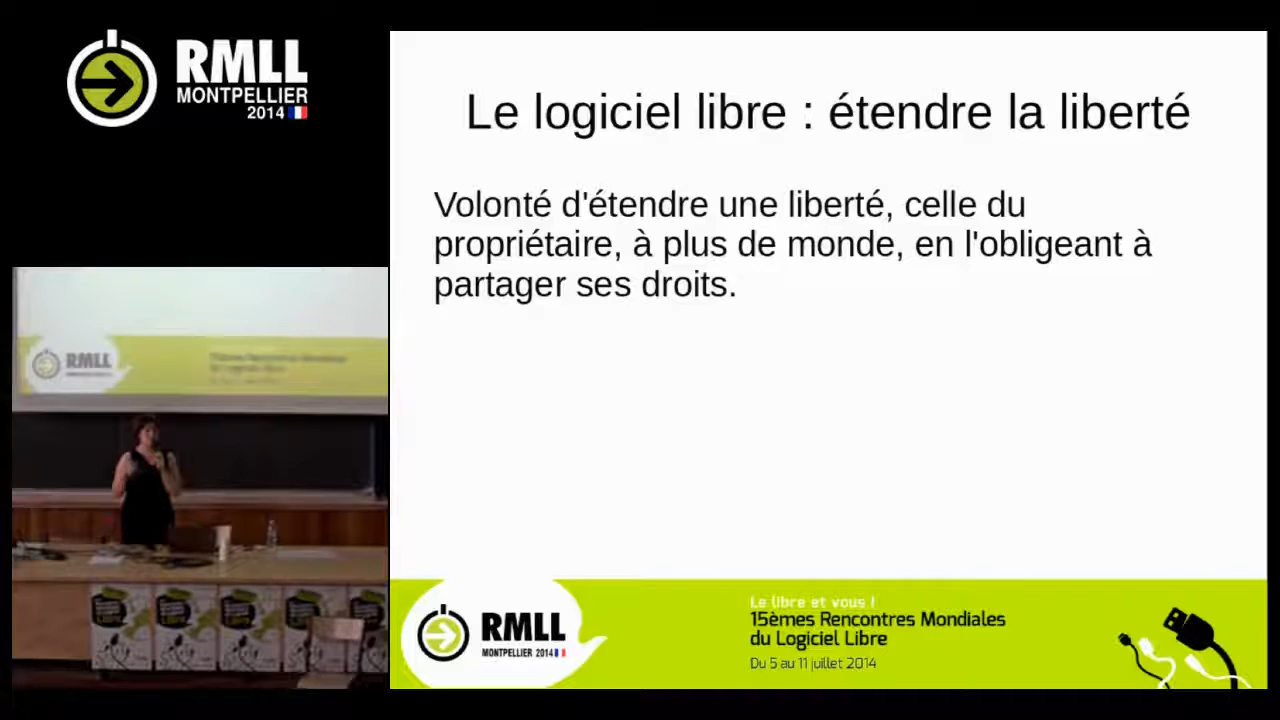 RMLL
MONTPELLIER
2014
Le logiciel libre : étendre la liberté
Volonté d'étendre une liberté, celle du
propriétaire, à plus de monde, en l'obligeant à
partager ses droits.
RMLL
RMLL
MONTPELLIER 2014
Le libre et vous !
15èmes Rencontres Mondiales
du Logiciel Libre
Du 5 au 11 juillet 2014